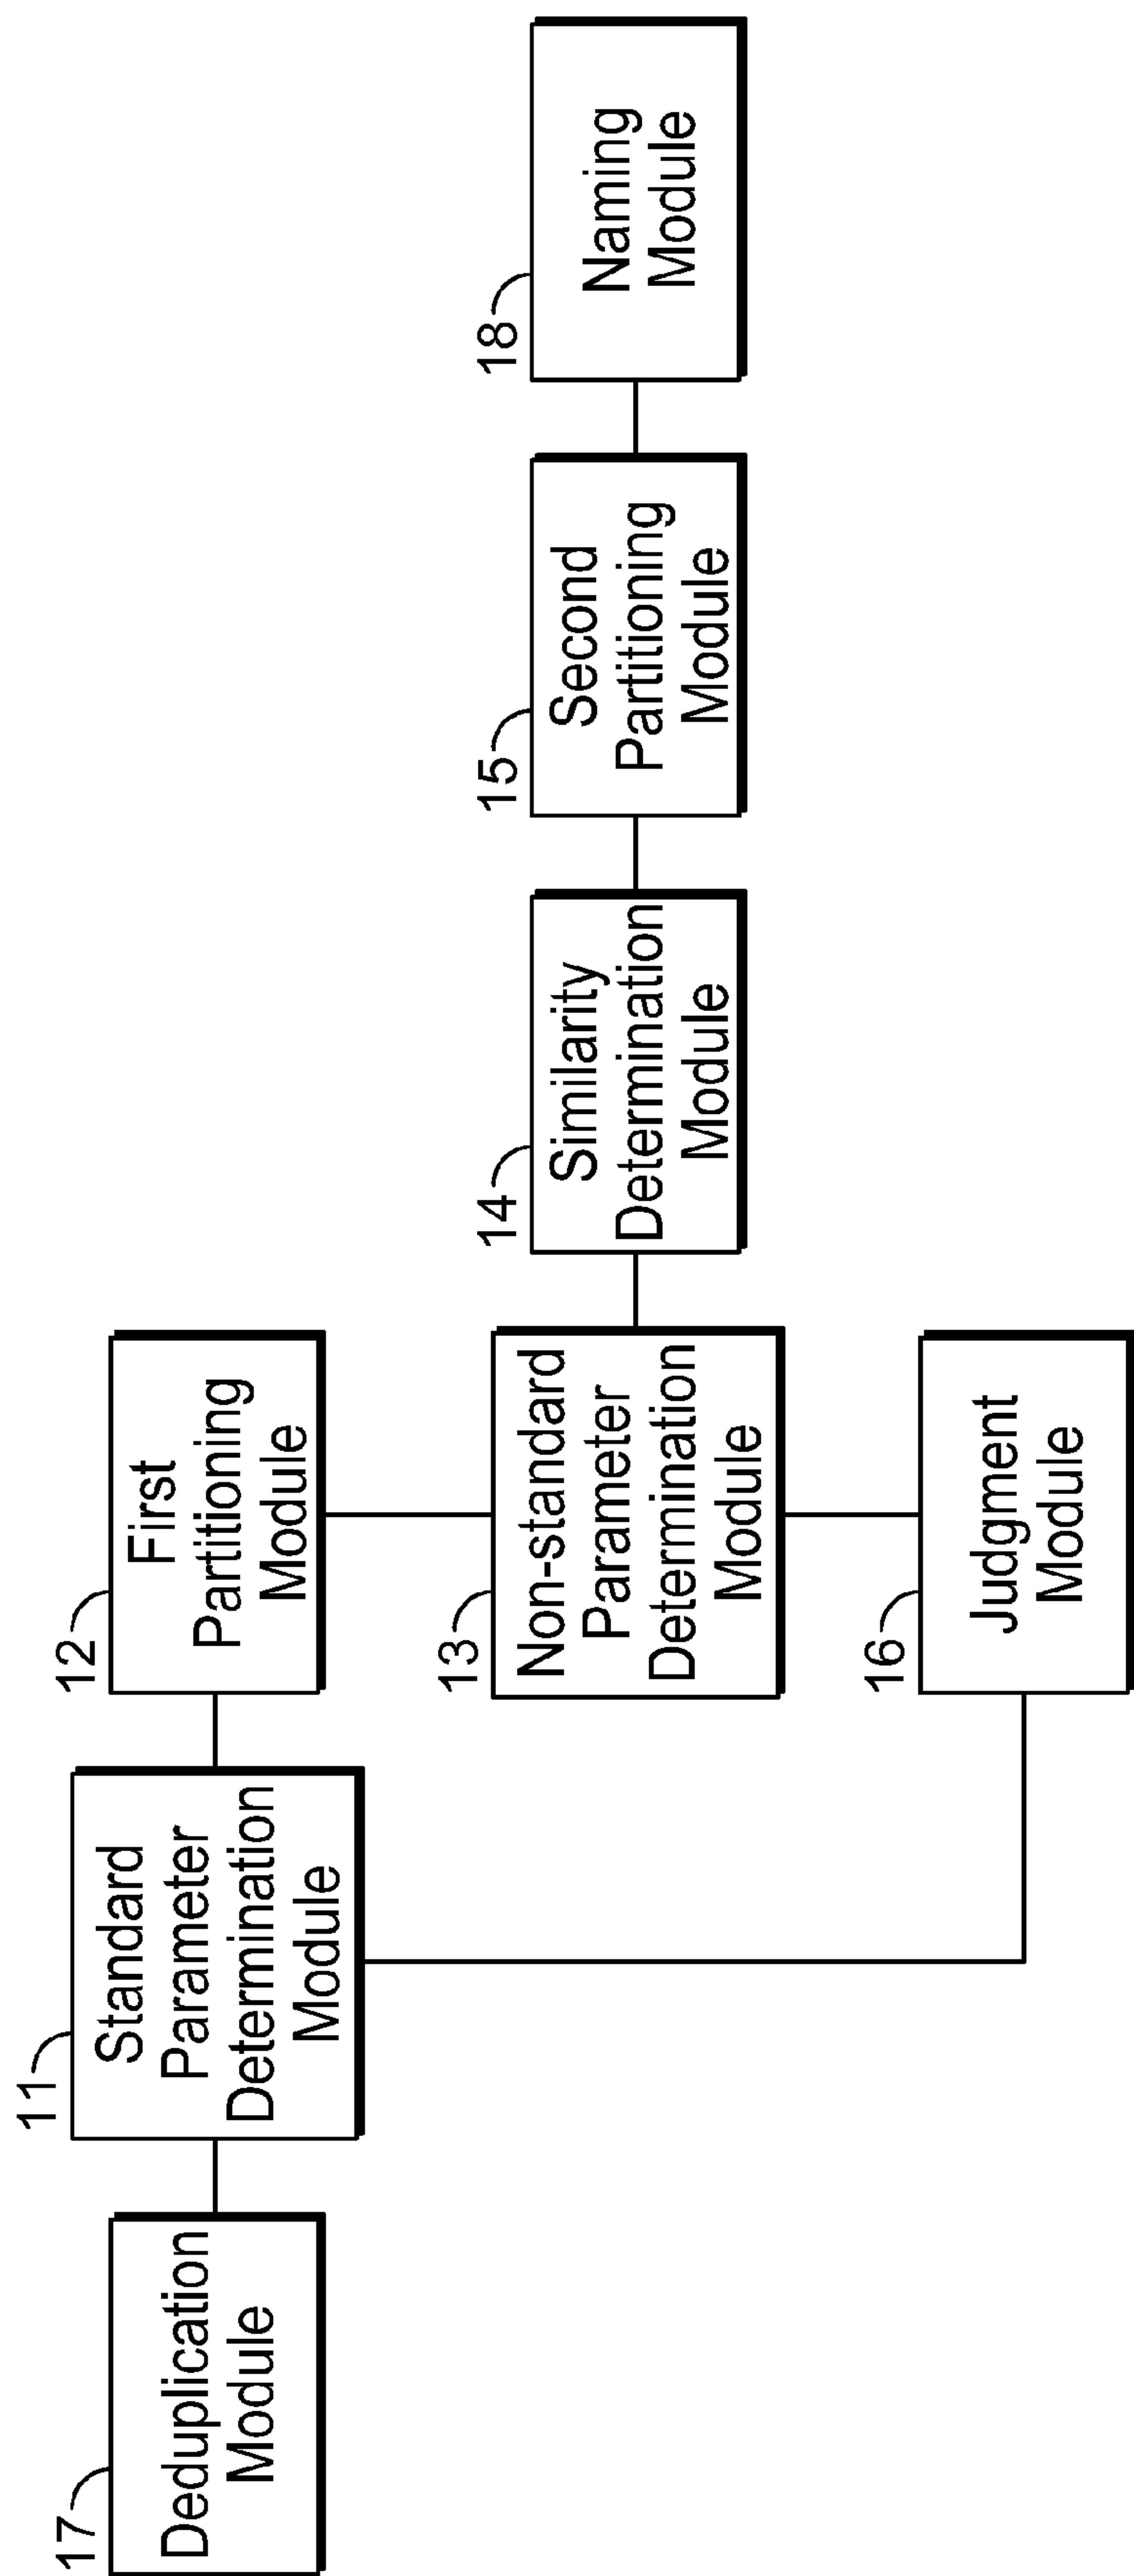 17
Deduplication
Module
11
Standard
Parameter
Determination
Module
12
First
Partitioning
Module
13
Non-standard
Parameter
Determination
Module
16
Judgment
Module
14
Similarity
Determination
Module
15
Second
Partitioning
Module
18
Naming
Module